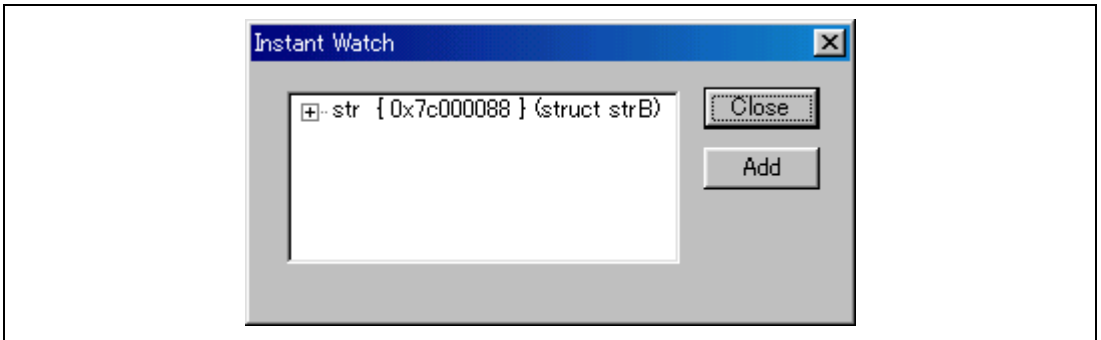 Instant Watch
str { 0x7c000088 } (struct strB)
Close
Add